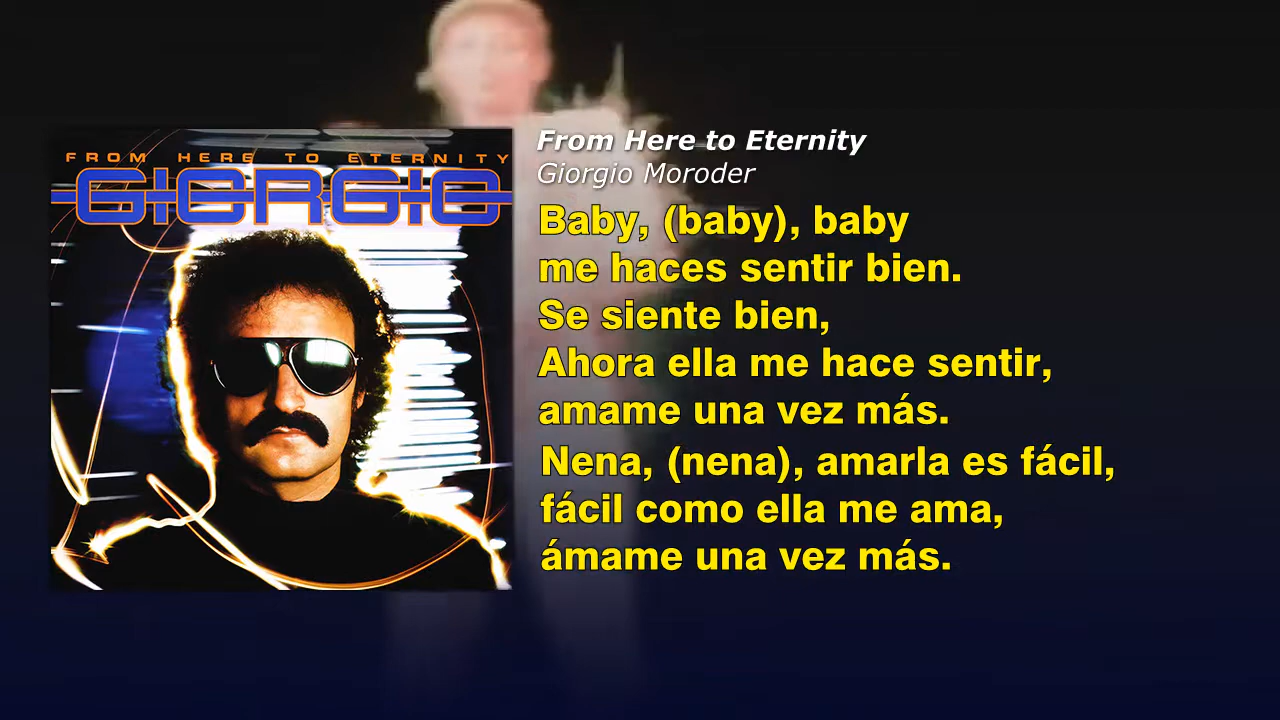 FROM HERE TO ETERNITY
GIORGIO
From Here to Eternity
Giorgio Moroder
Baby, (baby), baby
me haces sentir bien.
Se siente bien,
Ahora ella me hace sentir,
amame una vez más.
Nena, (nena), amarla es fácil,
fácil como ella me ama,
ámame una vez más.